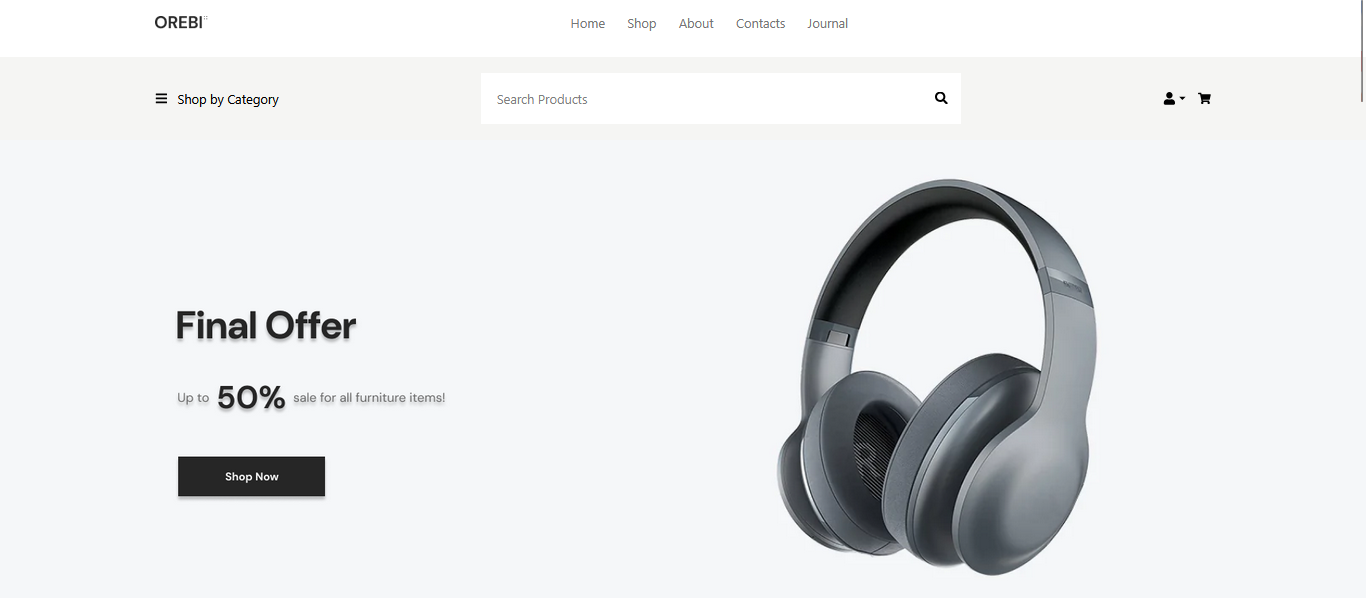 OREBI
Home Shop About Contacts Journal
Shop by Category
Search Products
Final Offer
Up to 50% sale for all furniture items!
Shop Now